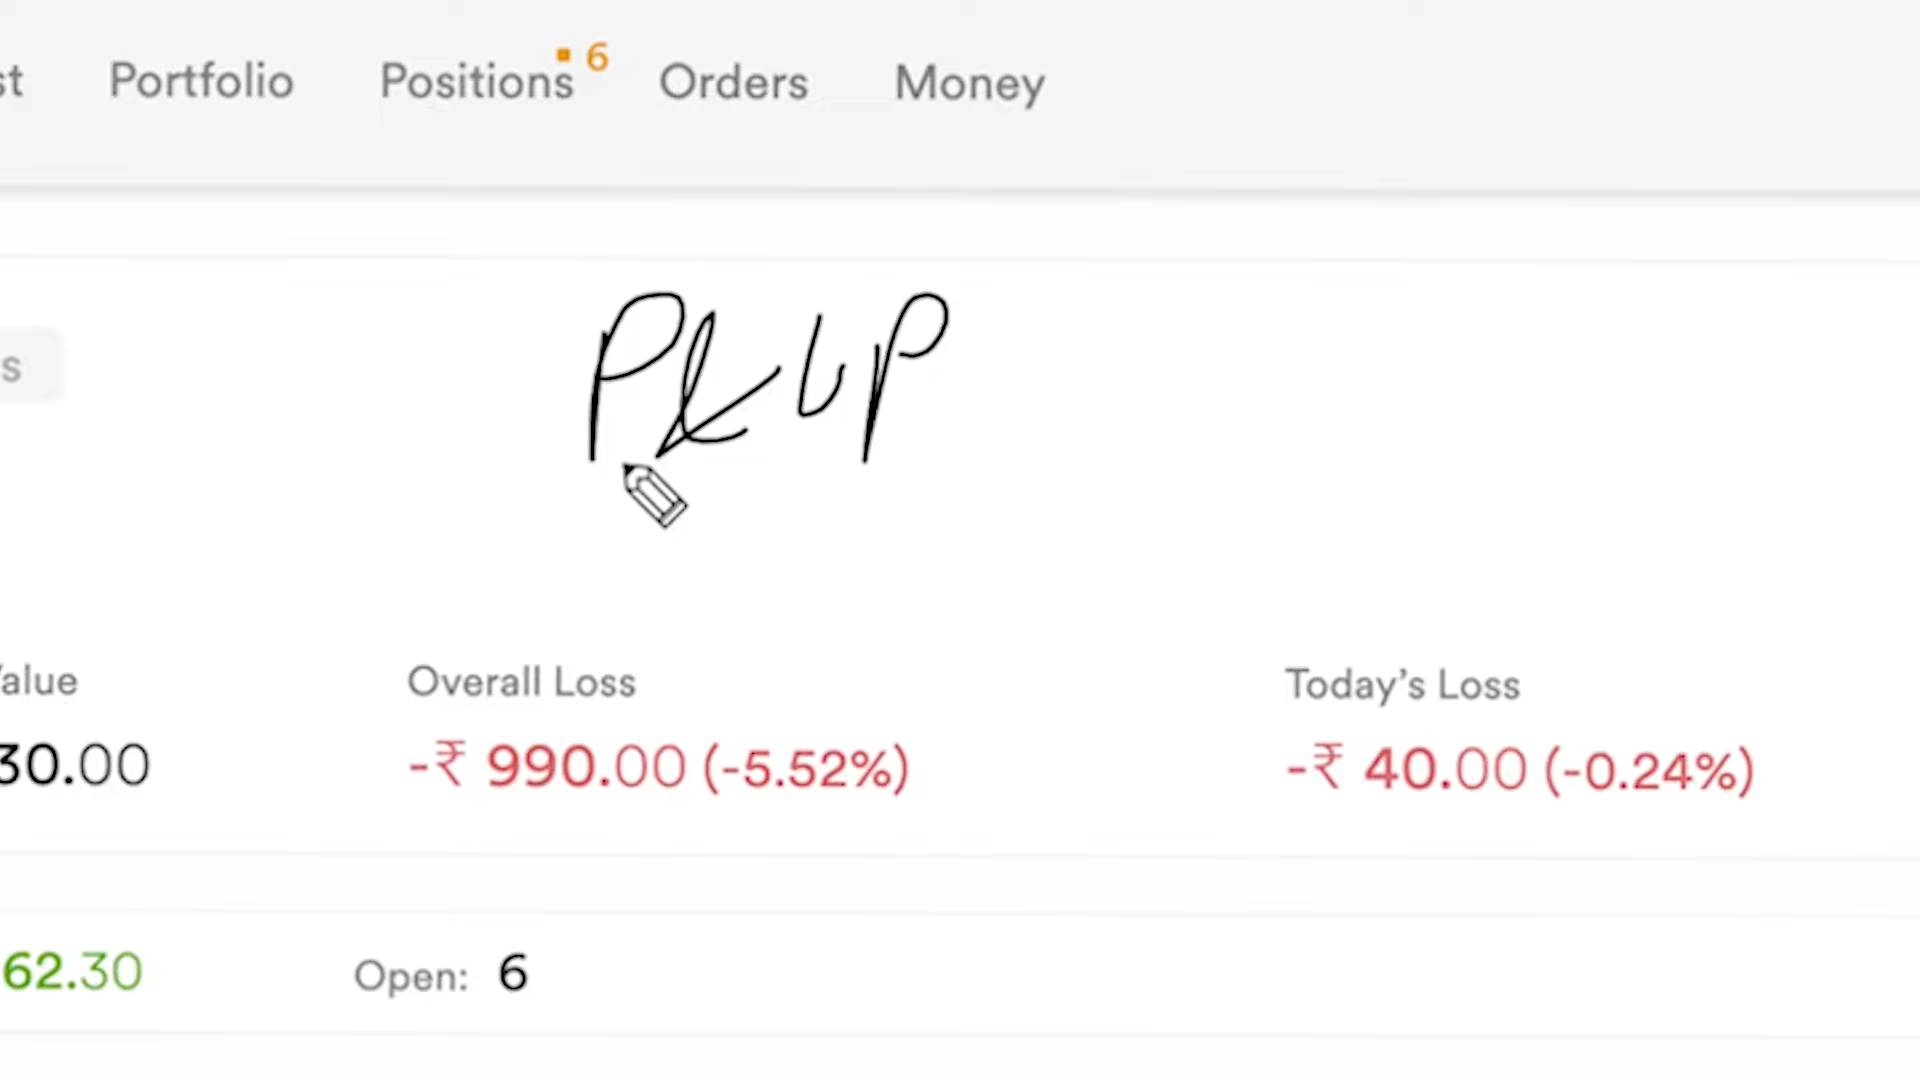 st Portfolio Positions 6 Orders Money
s
alue Overall Loss Today's Loss
30.00 -₹ 990.00 (-5.52%) -₹ 40.00 (-0.24%)
62.30 Open: 6